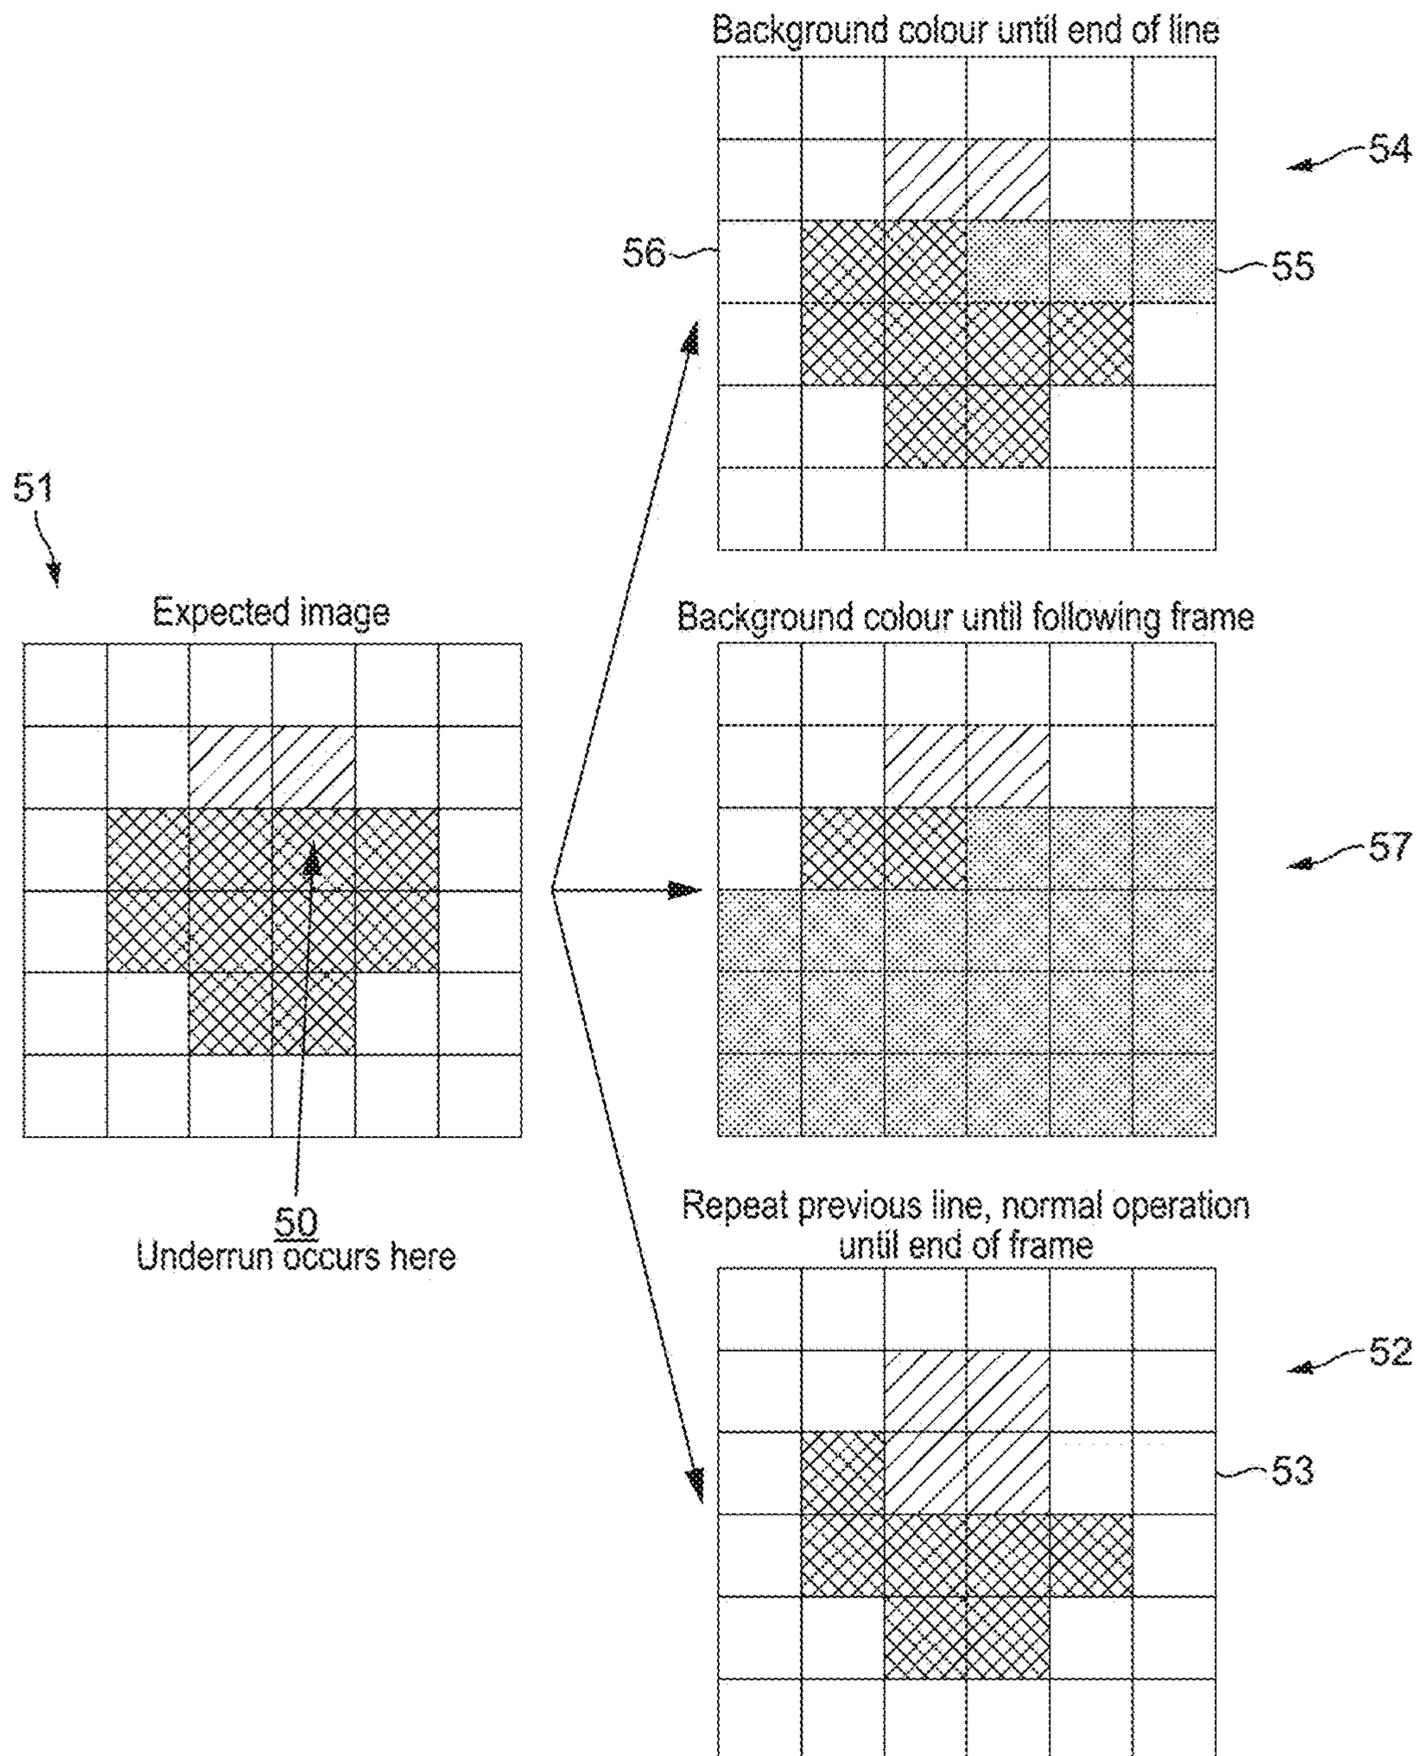 Background colour until end of line
54
56
55
51
Expected image
Background colour until following frame
57
50
Underrun occurs here
Repeat previous line, normal operation
until end of frame
52
53